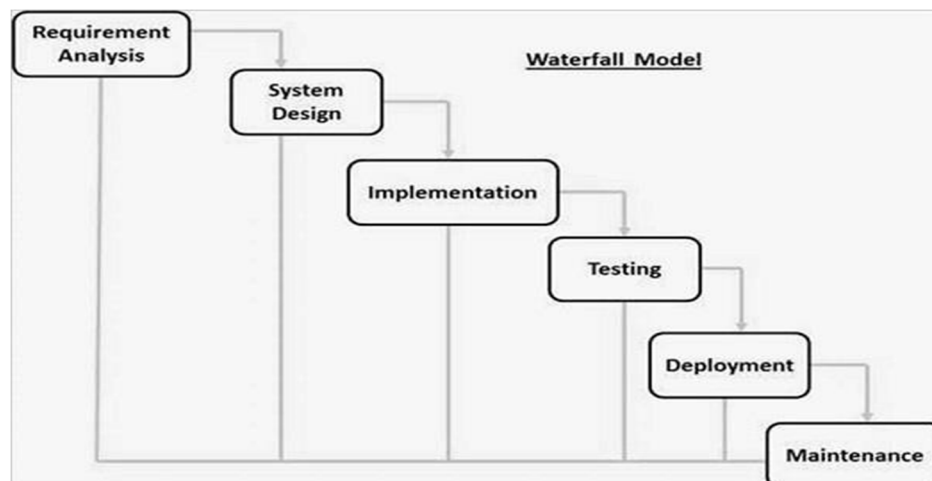 Requirement
Analysis
Waterfall Model
System
Design
Implementation
Testing
Deployment
Maintenance